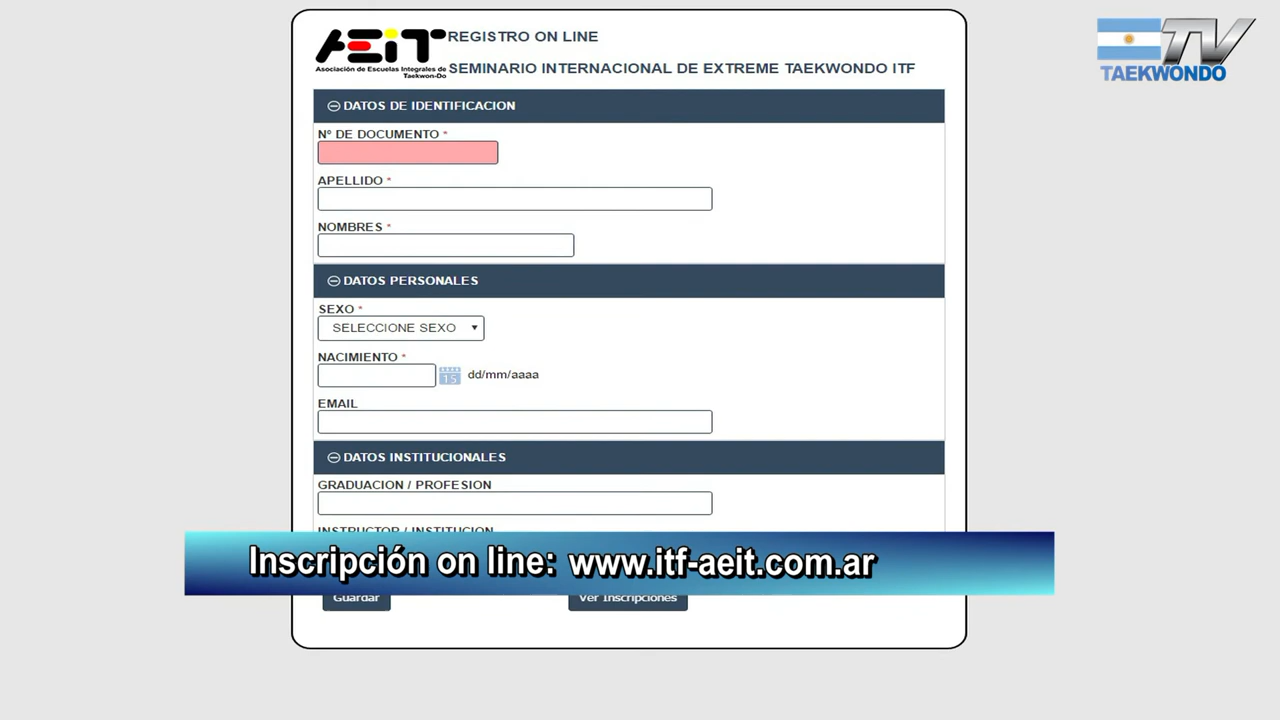 AEiT
Asociación de Escuelas Integrales de
Taekwon-Do
REGISTRO ON LINE
SEMINARIO INTERNACIONAL DE EXTREME TAEKWONDO ITF
TV
TAEKWONDO
DATOS DE IDENTIFICACION
Nº DE DOCUMENTO *
APELLIDO *
NOMBRES *
DATOS PERSONALES
SEXO *
SELECCIONE SEXO
NACIMIENTO *
15 dd/mm/aaaa
EMAIL
DATOS INSTITUCIONALES
GRADUACION / PROFESION
INSTRUCTOR / INSTITUCION
Inscripción on line: www.itf-aeit.com.ar
Guardar
Ver Inscripciones